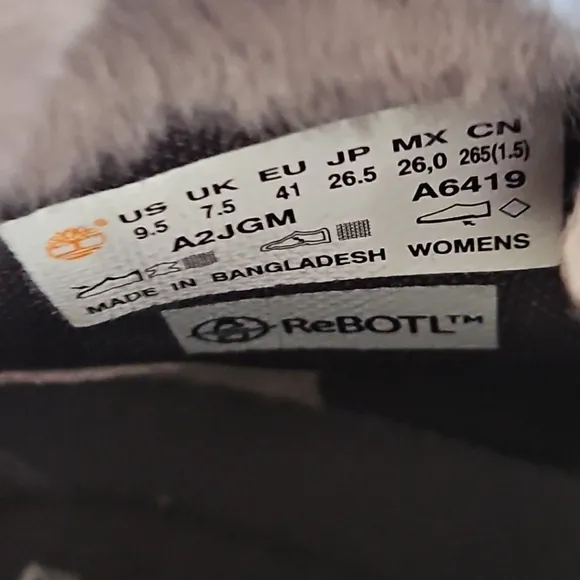 US UK EU JP MX CN
9.5 7.5 41 26.5 26,0 265(1.5)
A2JGM A6419
MADE IN BANGLADESH WOMENS
ReBOTL™